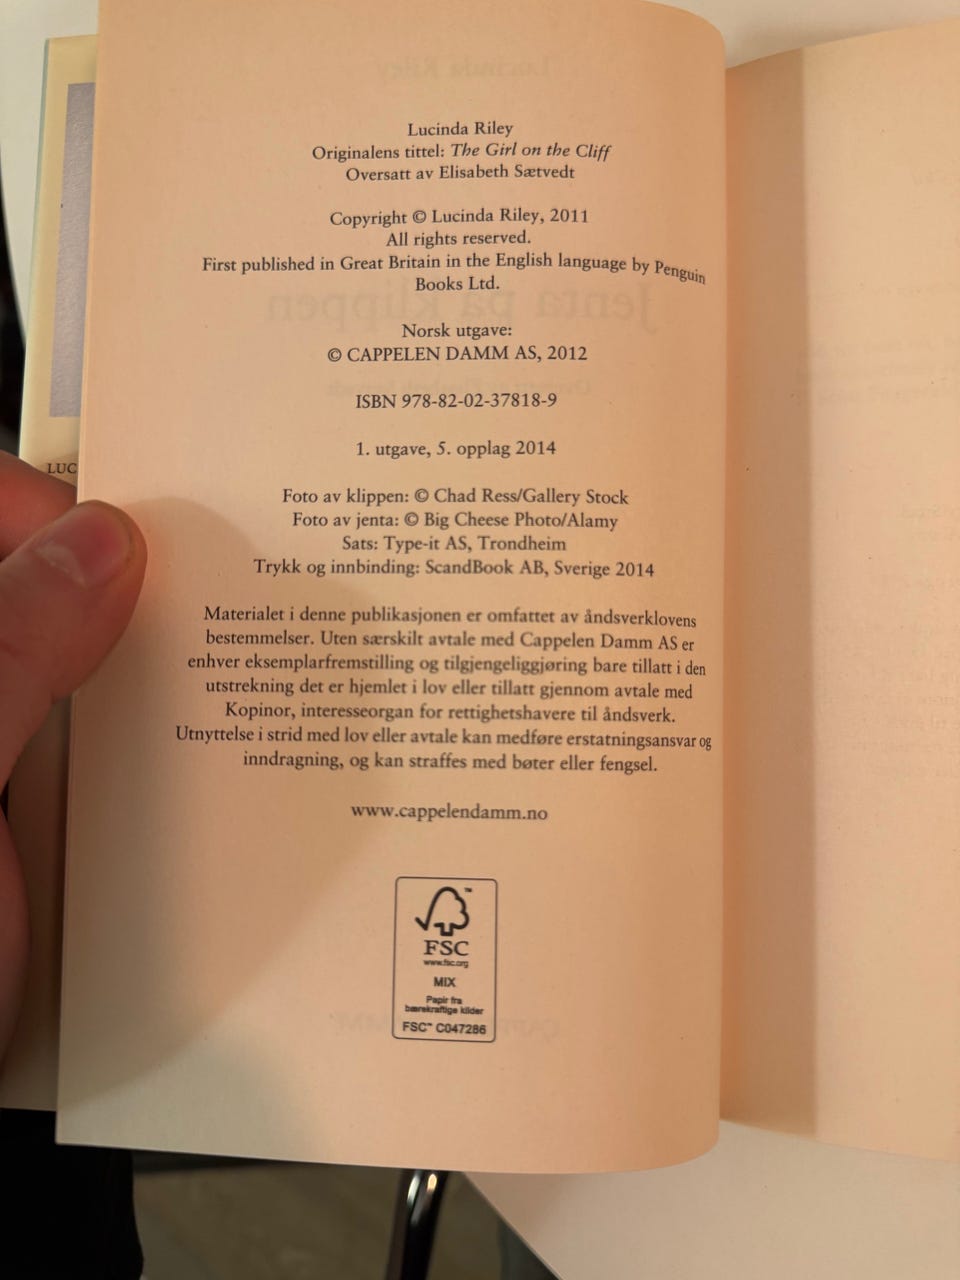 Lucinda Riley
Originalens tittel: The Girl on the Cliff
Oversatt av Elisabeth Sætvedt
Copyright © Lucinda Riley, 2011
All rights reserved.
First published in Great Britain in the English language by Penguin
Books Ltd.
Jenta på klippen
Norsk utgave:
© CAPPELEN DAMM AS, 2012
ISBN 978-82-02-37818-9
1. utgave, 5. opplag 2014
LUC
Foto av klippen: © Chad Ress/Gallery Stock
Foto av jenta: © Big Cheese Photo/Alamy
Sats: Type-it AS, Trondheim
Trykk og innbinding: ScandBook AB, Sverige 2014
Materialet i denne publikasjonen er omfattet av åndsverklovens
bestemmelser. Uten særskilt avtale med Cappelen Damm AS er
enhver eksemplarfremstilling og tilgjengeliggjøring bare tillatt i den
utstrekning det er hjemlet i lov eller tillatt gjennom avtale med
Kopinor, interesseorgan for rettighetshavere til åndsverk.
Utnyttelse i strid med lov eller avtale kan medføre erstatningsansvar og
inndragning, og kan straffes med bøter eller fengsel.
www.cappelendamm.no
FSC
www.fsc.org
MIX
Papir fra
bærekraftige kilder
FSC™ C047286